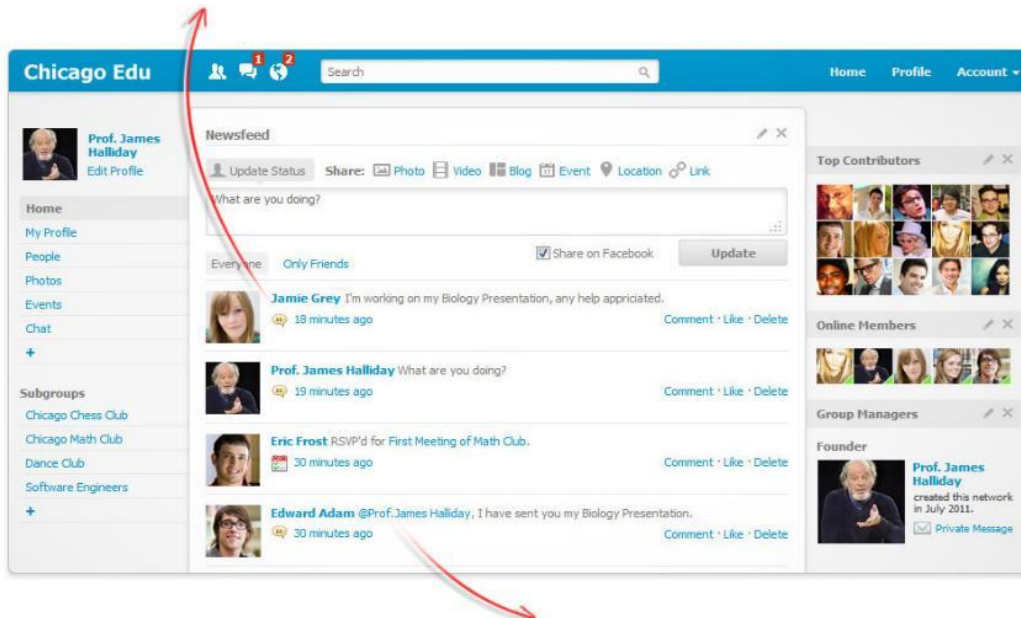 Chicago Edu
1
2
Search
Home Profile Account
Prof. James
Halliday
Edit Profile
Home
My Profile
People
Photos
Events
Chat
+
Subgroups
Chicago Chess Club
Chicago Math Club
Dance Club
Software Engineers
+
Newsfeed
Update Status Share: Photo Video Blog Event Location Link
What are you doing?
Share on Facebook Update
Everyone Only Friends
Jamie Grey I'm working on my Biology Presentation, any help appriciated.
18 minutes ago Comment · Like · Delete
Prof. James Halliday What are you doing?
19 minutes ago Comment · Like · Delete
Eric Frost RSVP'd for First Meeting of Math Club.
30 minutes ago Comment · Like · Delete
Edward Adam @Prof.James Halliday, I have sent you my Biology Presentation.
30 minutes ago Comment · Like · Delete
Top Contributors
Online Members
Group Managers
Founder
Prof. James
Halliday
created this network
in July 2011.
Private Message